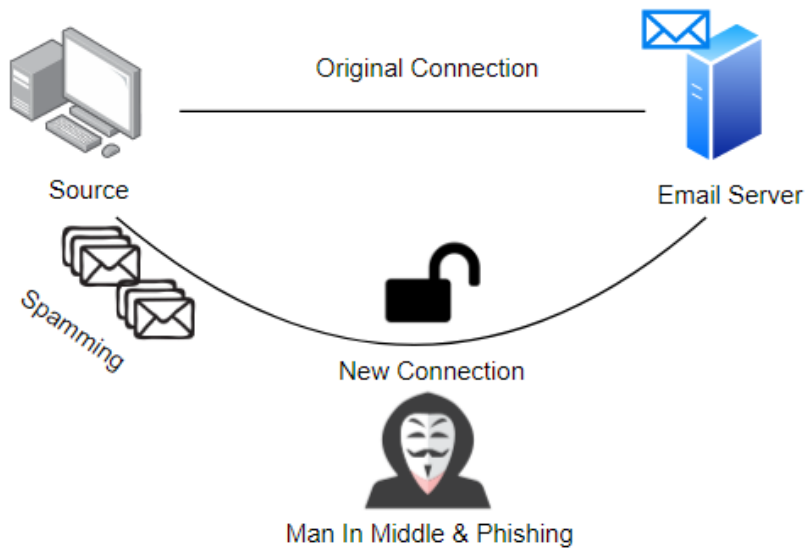 Original Connection
Source
Email Server
Spamming
New Connection
Man In Middle & Phishing